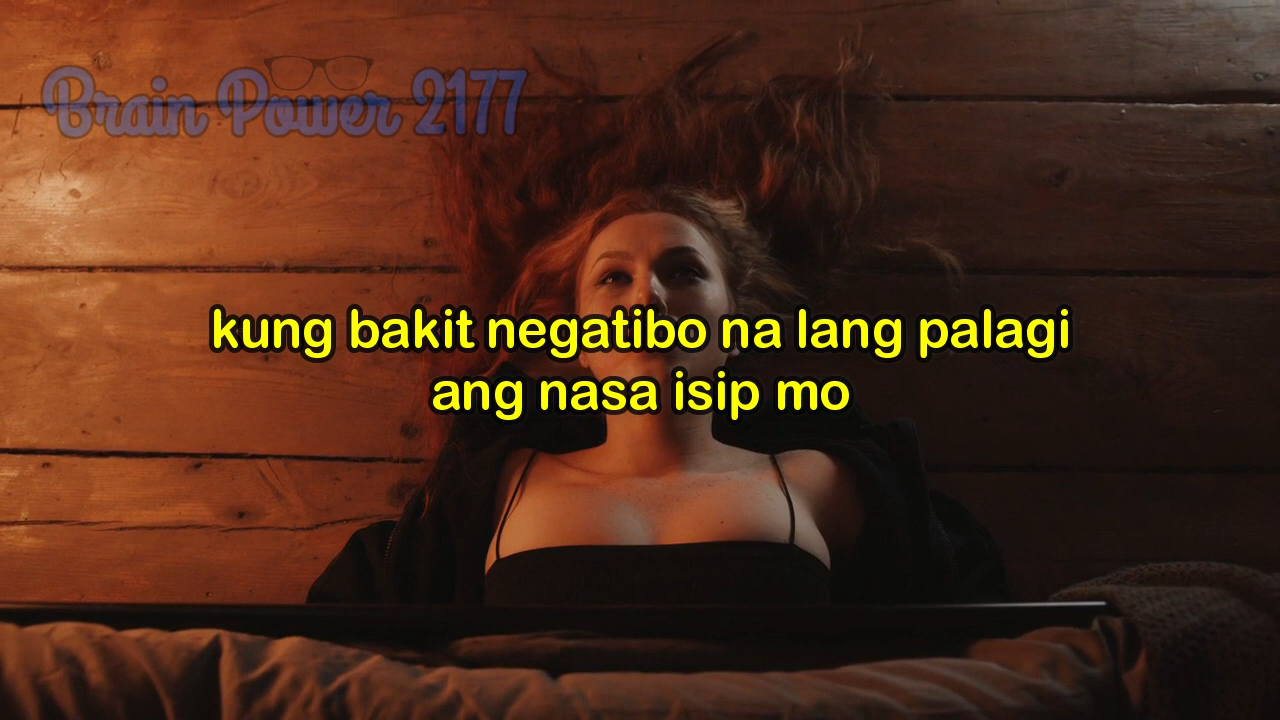 Brain Power 2177
kung bakit negatibo na lang palagi
ang nasa isip mo